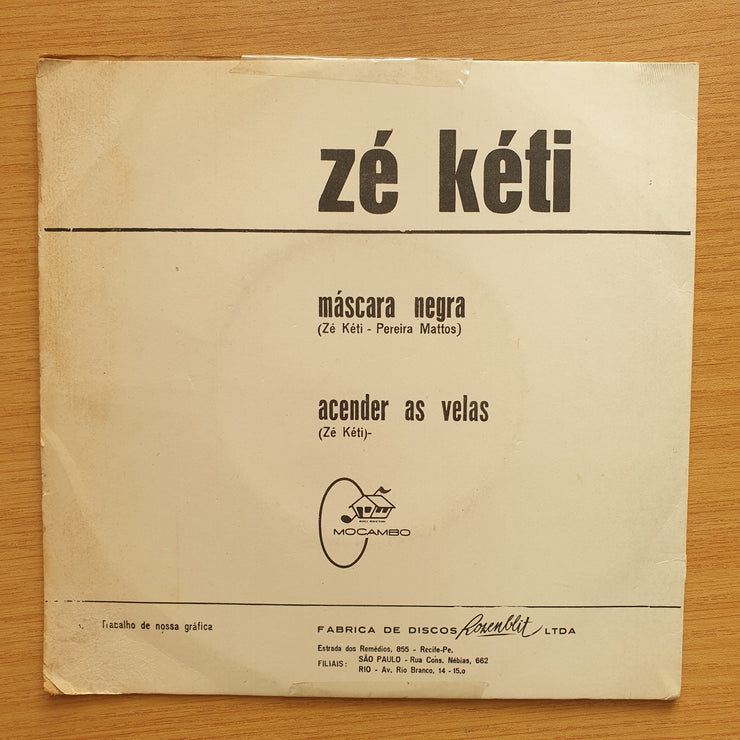 zé kéti
máscara negra
(Zé Kéti - Pereira Mattos)
acender as velas
(Zé Kéti)-
MOCAMBO
Trabalho de nossa gráfica
FABRICA DE DISCOS Rozenblit LTDA
Estrada dos Remédios, 855 - Recife-Pe.
FILIAIS: SÃO PAULO - Rua Cons. Nébias, 662
RIO - Av. Rio Branco, 14 - 15.o